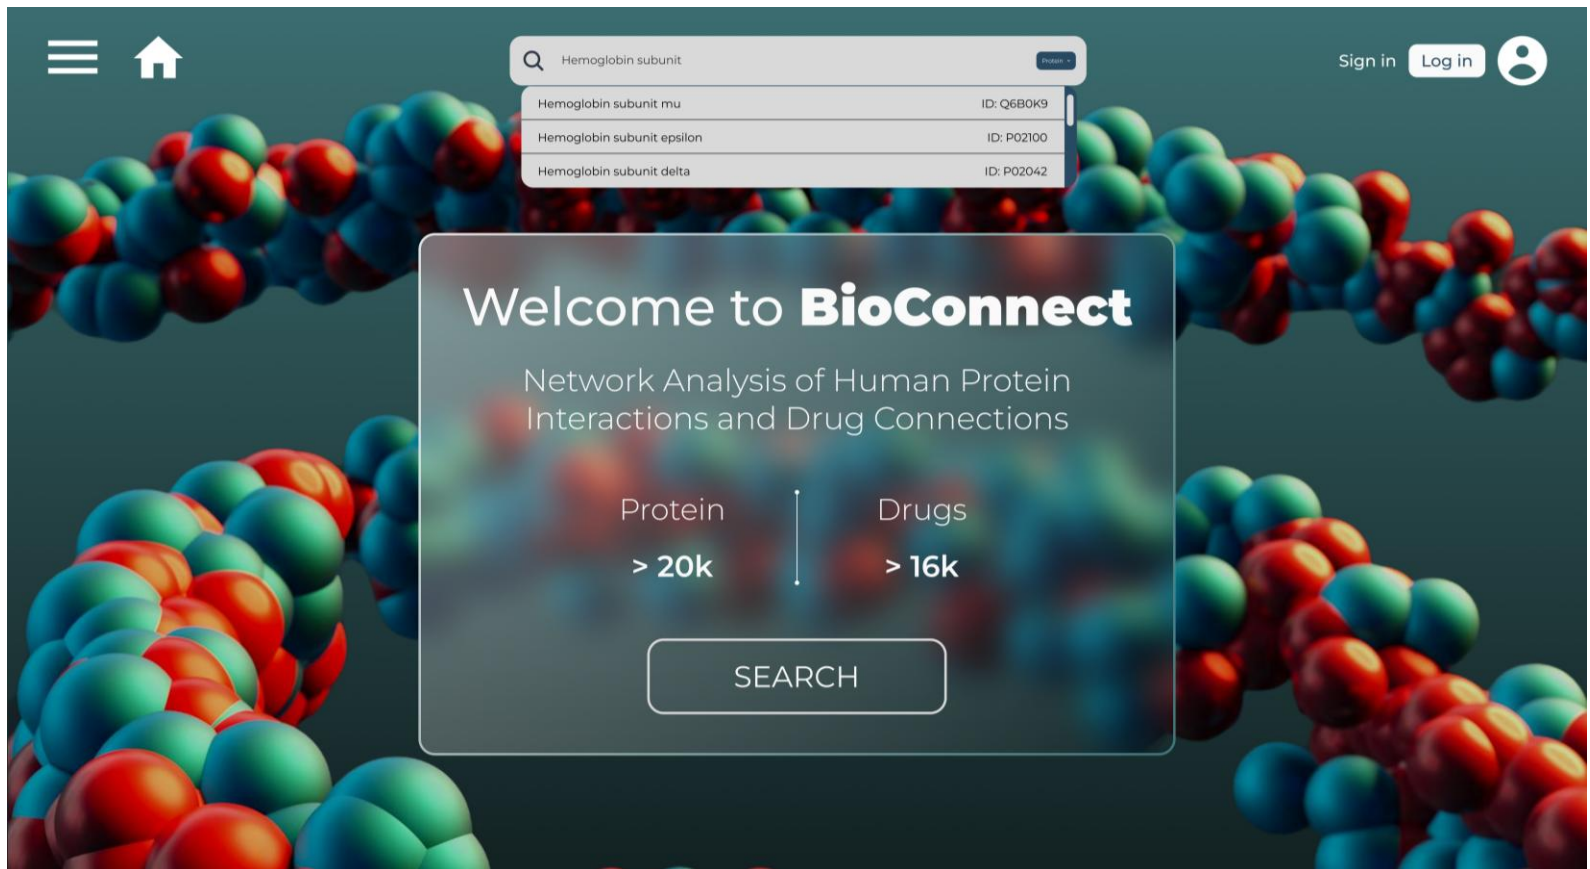 Hemoglobin subunit
Protein
Sign in
Log in
Hemoglobin subunit mu ID: Q6B0K9
Hemoglobin subunit epsilon ID: P02100
Hemoglobin subunit delta ID: P02042
Welcome to BioConnect
Network Analysis of Human Protein
Interactions and Drug Connections
Protein Drugs
> 20k > 16k
SEARCH